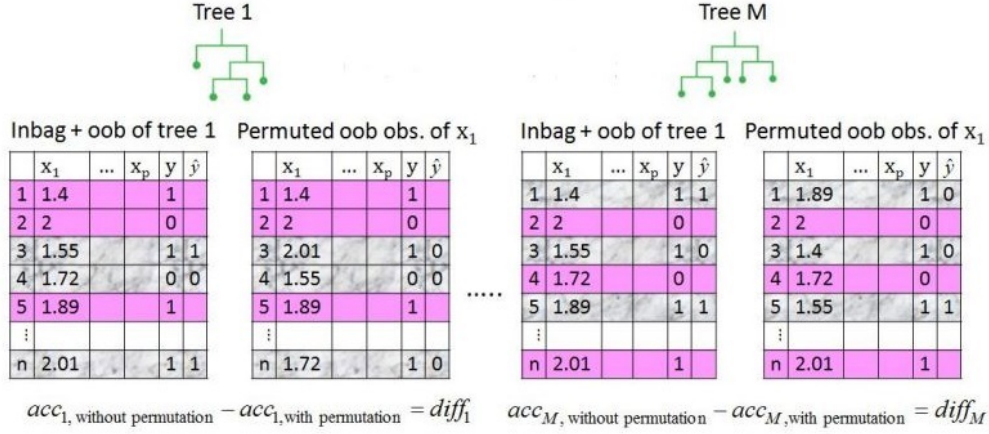 Tree 1
Tree M
Inbag + oob of tree 1
Permuted oob obs. of x1
Inbag + oob of tree 1
Permuted oob obs. of x1
x1 ... xp y ŷ
1 1.4 1
2 2 0
3 1.55 1 1
4 1.72 0 0
5 1.89 1
⋮
n 2.01 1 1
x1 ... xp y ŷ
1 1.4 1
2 2 0
3 2.01 1 0
4 1.55 0 0
5 1.89 1
⋮
n 1.72 1 0
.....
x1 ... xp y ŷ
1 1.4 1 1
2 2 0
3 1.55 1 0
4 1.72 0
5 1.89 1 1
⋮
n 2.01 1
x1 ... xp y ŷ
1 1.89 1 0
2 2 0
3 1.4 1 0
4 1.72 0
5 1.55 1 1
⋮
n 2.01 1
acc1, without permutation − acc1,with permutation = diff1
accM, without permutation − accM,with permutation = diffM